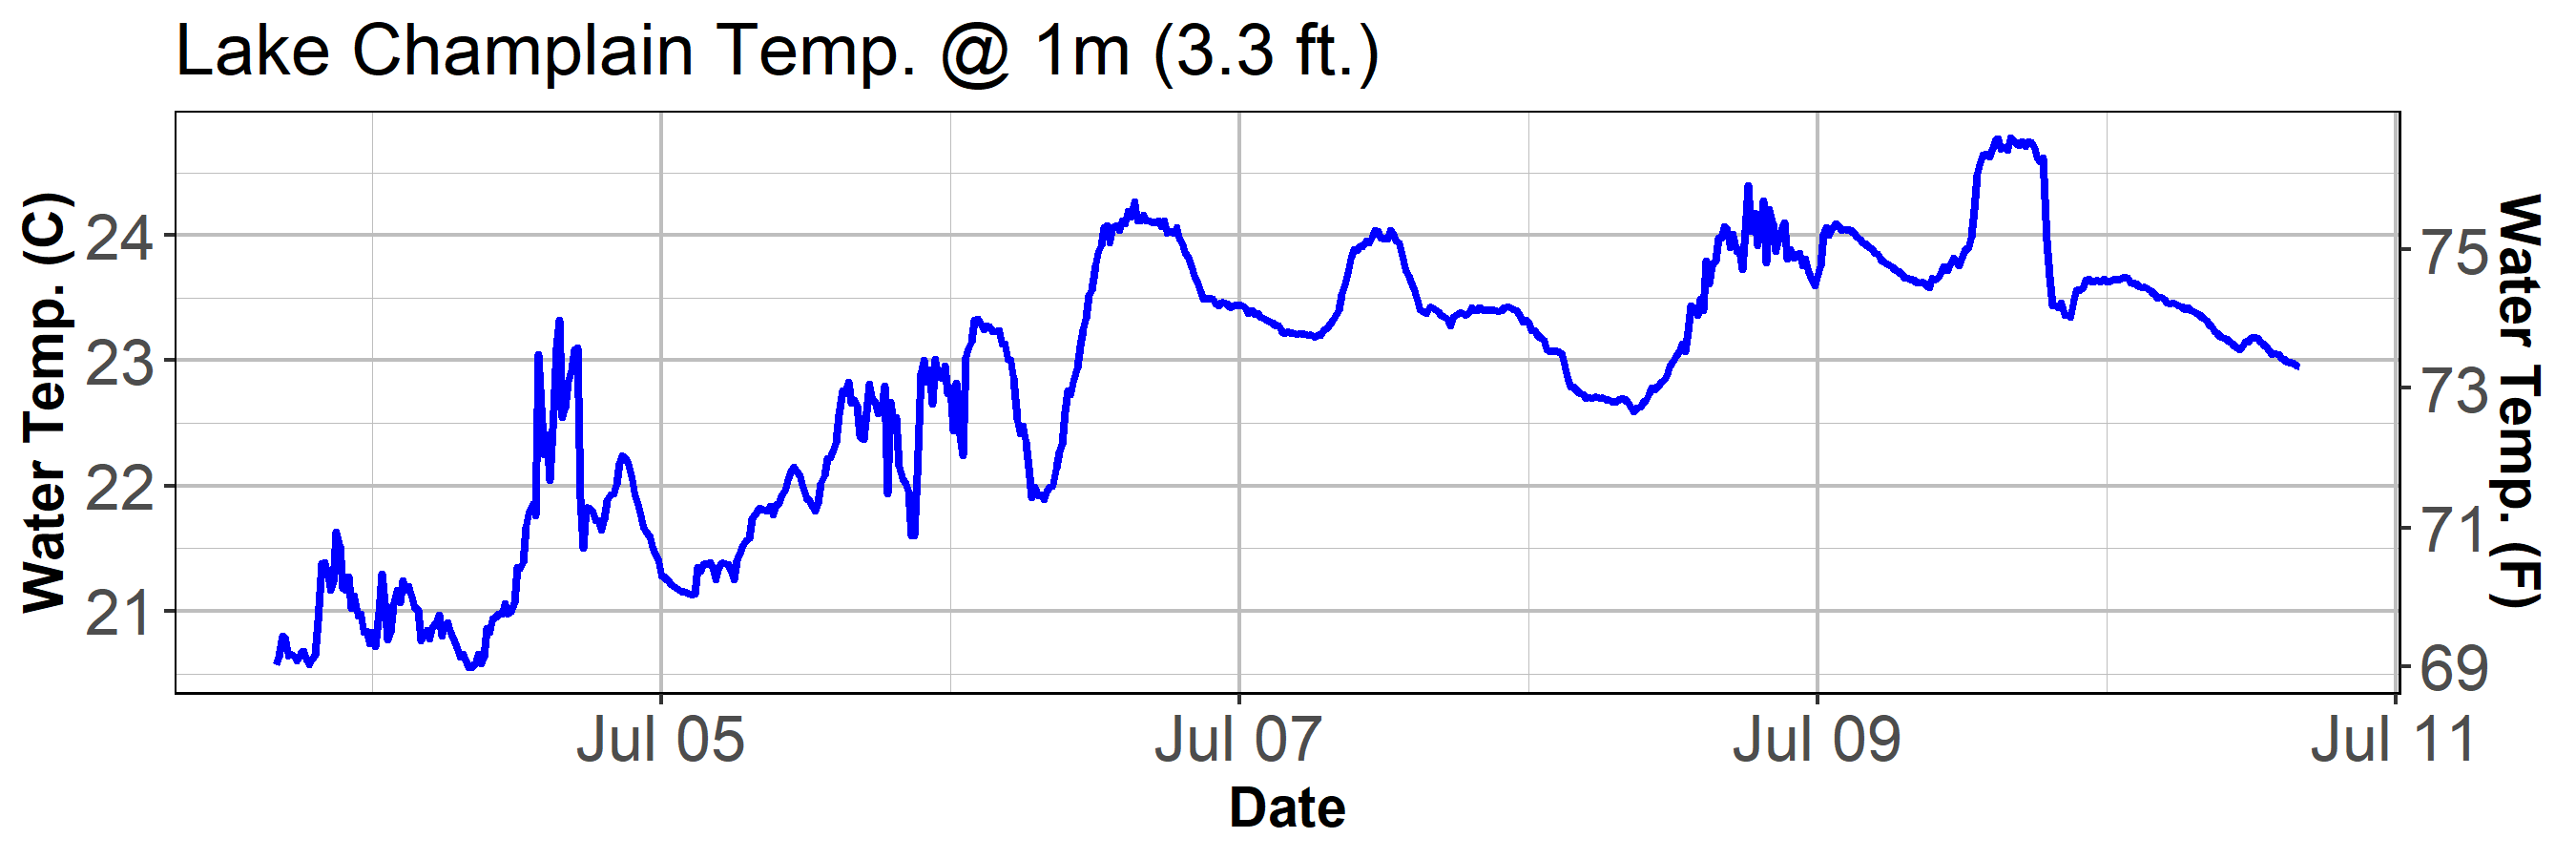 Lake Champlain Temp. @ 1m (3.3 ft.)
Water Temp. (C)
24
23
22
21
75
73
71
69
Water Temp. (F)
Jul 05 Jul 07 Jul 09 Jul 11
Date